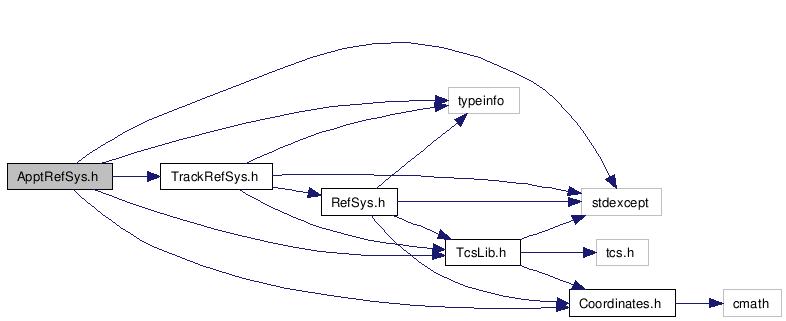 typeinfo
ApptRefSys.h
TrackRefSys.h
RefSys.h
stdexcept
TcsLib.h
tcs.h
Coordinates.h
cmath